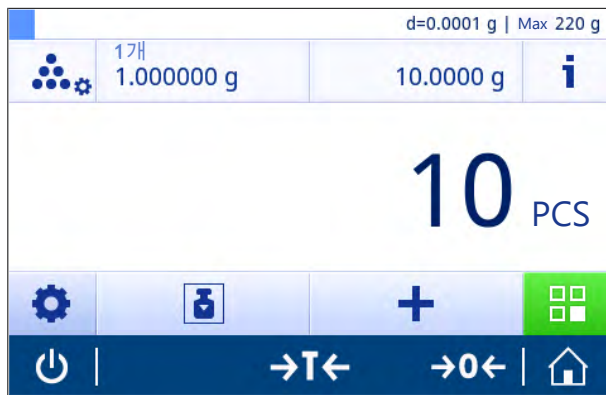 d=0.0001 g | Max 220 g
1개
1.000000 g
10.0000 g
i
10 PCS
→T←
→0←